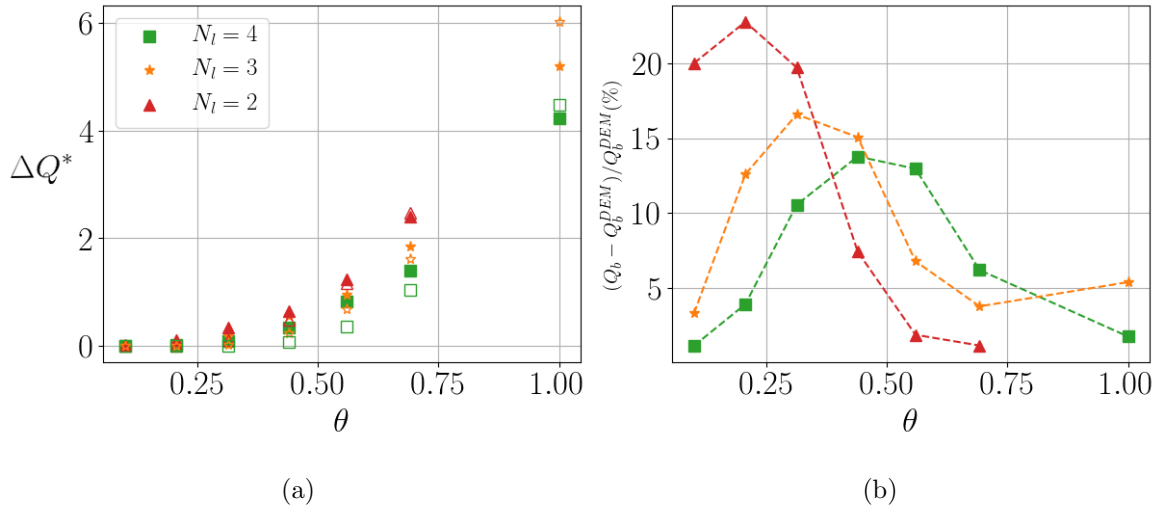 6
4
2
0
ΔQ*
N_l = 4
N_l = 3
N_l = 2
0.25 0.50 0.75 1.00
θ
(a)
20
15
10
5
(Q_b − Q_b^{DEM})/Q_b^{DEM}(%)
0.25 0.50 0.75 1.00
θ
(b)